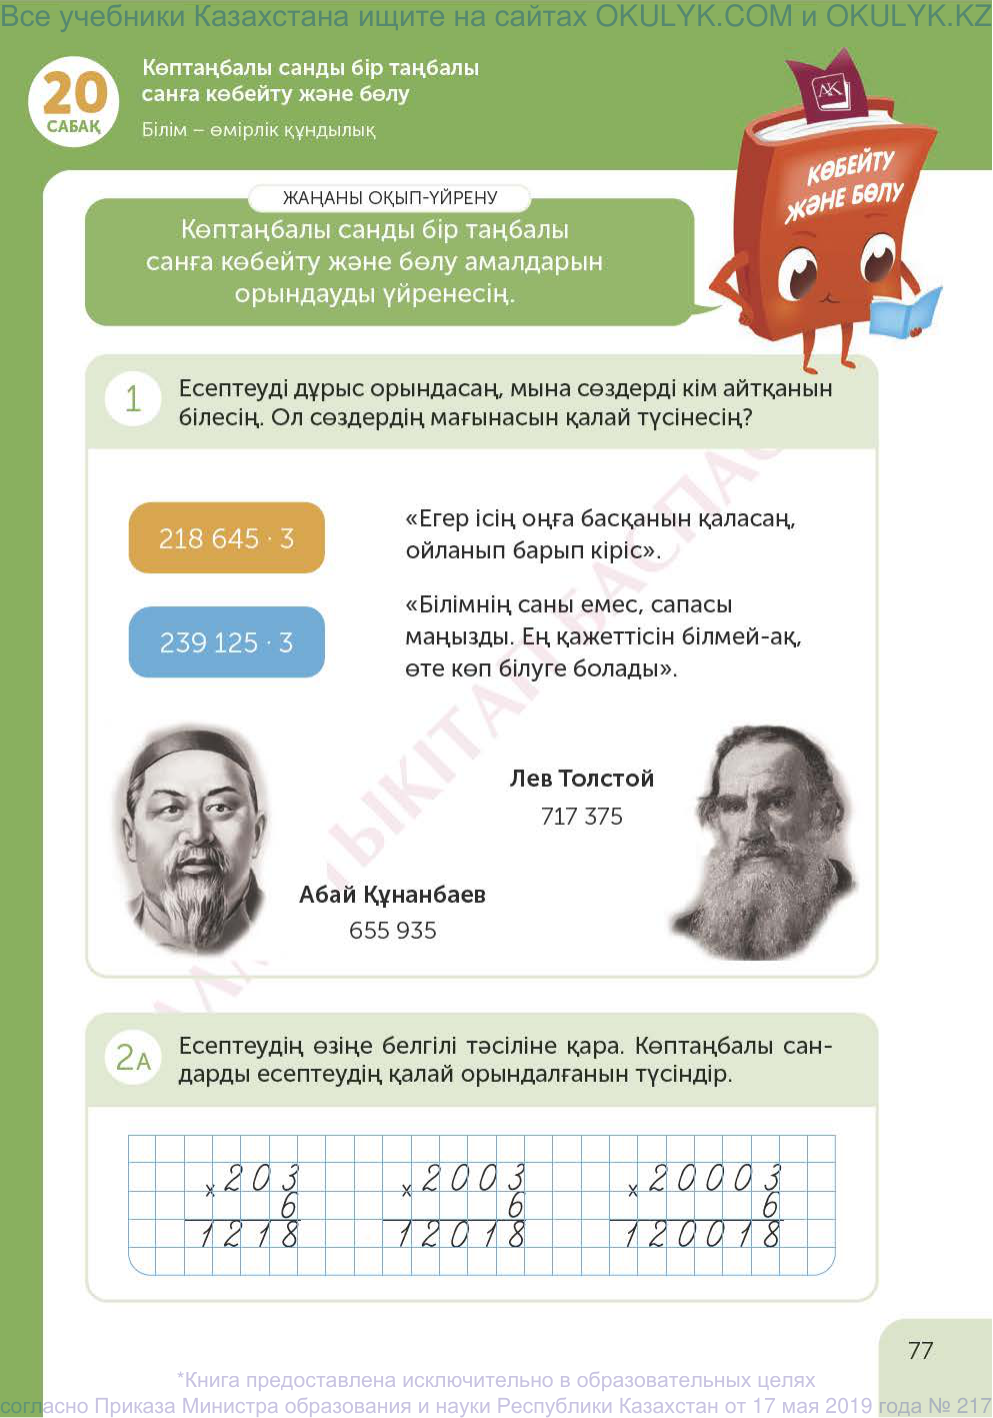 Все учебники Казахстана ищите на сайтах OKULYK.COM и OKULYK.KZ
20
САБАҚ
Көптаңбалы санды бір таңбалы
санға көбейту және бөлу
Білім – өмірлік құндылық
АК
КӨБЕЙТУ
ЖӘНЕ БӨЛУ
ЖАҢАНЫ ОҚЫП-ҮЙРЕНУ
Көптаңбалы санды бір таңбалы
санға көбейту және бөлу амалдарын
орындауды үйренесің.
1
Есептеуді дұрыс орындасаң, мына сөздерді кім айтқанын
білесің. Ол сөздердің мағынасын қалай түсінесің?
218 645 · 3
«Егер ісің оңға басқанын қаласаң,
ойланып барып кіріс».
239 125 · 3
«Білімнің саны емес, сапасы
маңызды. Ең қажеттісін білмей-ақ,
өте көп білуге болады».
Лев Толстой
717 375
Абай Құнанбаев
655 935
2А
Есептеудің өзіңе белгілі тәсіліне қара. Көптаңбалы сан-
дарды есептеудің қалай орындалғанын түсіндір.
x 203 x 2003 x 20003
6 6 6
1218 12018 120018
77
*Книга предоставлена исключительно в образовательных целях
согласно Приказа Министра образования и науки Республики Казахстан от 17 мая 2019 года № 217